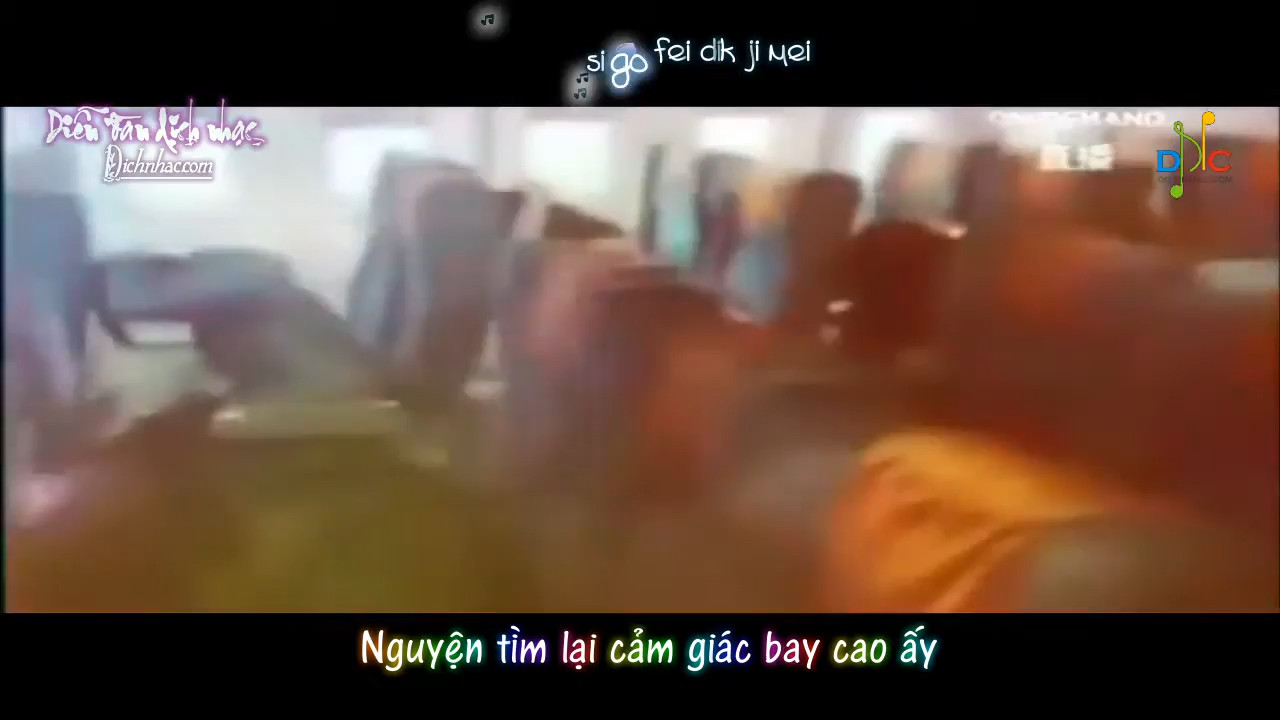 si go fei dik ji mei
Diễn đàn dịch nhạc
Dichnhac.com
DNC
Nguyện tìm lại cảm giác bay cao ấy